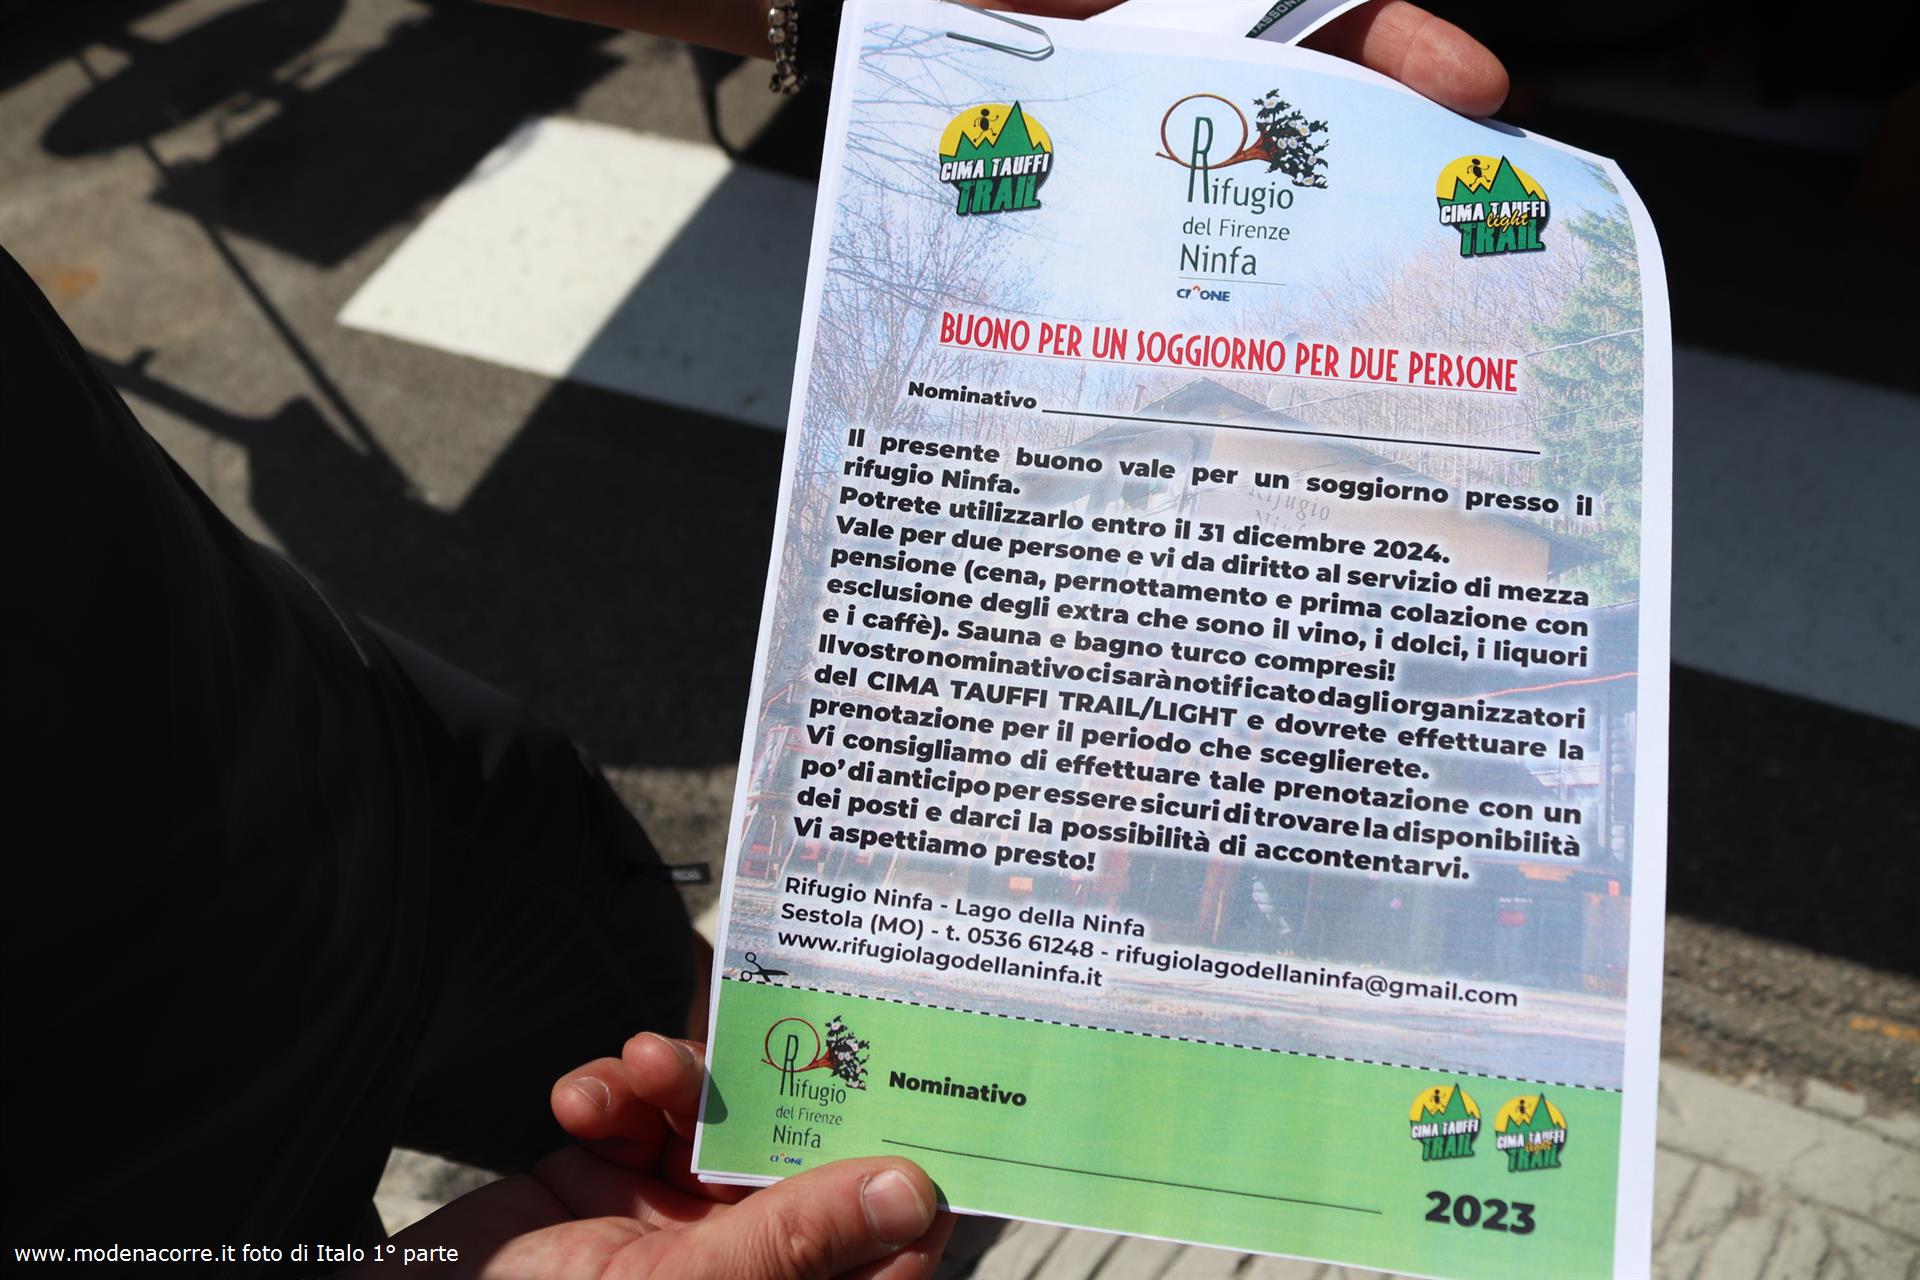 TASSON
CIMA TAUFFI
TRAIL
Rifugio
del Firenze
Ninfa
CIMONE
CIMA TAUFFI
light
TRAIL
BUONO PER UN SOGGIORNO PER DUE PERSONE
Nominativo
Il presente buono vale per un soggiorno presso il
rifugio Ninfa.
Potrete utilizzarlo entro il 31 dicembre 2024.
Vale per due persone e vi da diritto al servizio di mezza
pensione (cena, pernottamento e prima colazione con
esclusione degli extra che sono il vino, i dolci, i liquori
e i caffè). Sauna e bagno turco compresi!
Il vostro nominativo ci sarà notificato dagli organizzatori
del CIMA TAUFFI TRAIL/LIGHT e dovrete effettuare la
prenotazione per il periodo che sceglierete.
Vi consigliamo di effettuare tale prenotazione con un
po' di anticipo per essere sicuri di trovare la disponibilità
dei posti e darci la possibilità di accontentarvi.
Vi aspettiamo presto!
Rifugio Ninfa - Lago della Ninfa
Sestola (MO) - t. 0536 61248 - rifugiolagodellaninfa@gmail.com
www.rifugiolagodellaninfa.it
Rifugio
del Firenze
Ninfa
CIMONE
Nominativo
CIMA TAUFFI
TRAIL
CIMA TAUFFI
light
TRAIL
2023
www.modenacorre.it foto di Italo 1° parte